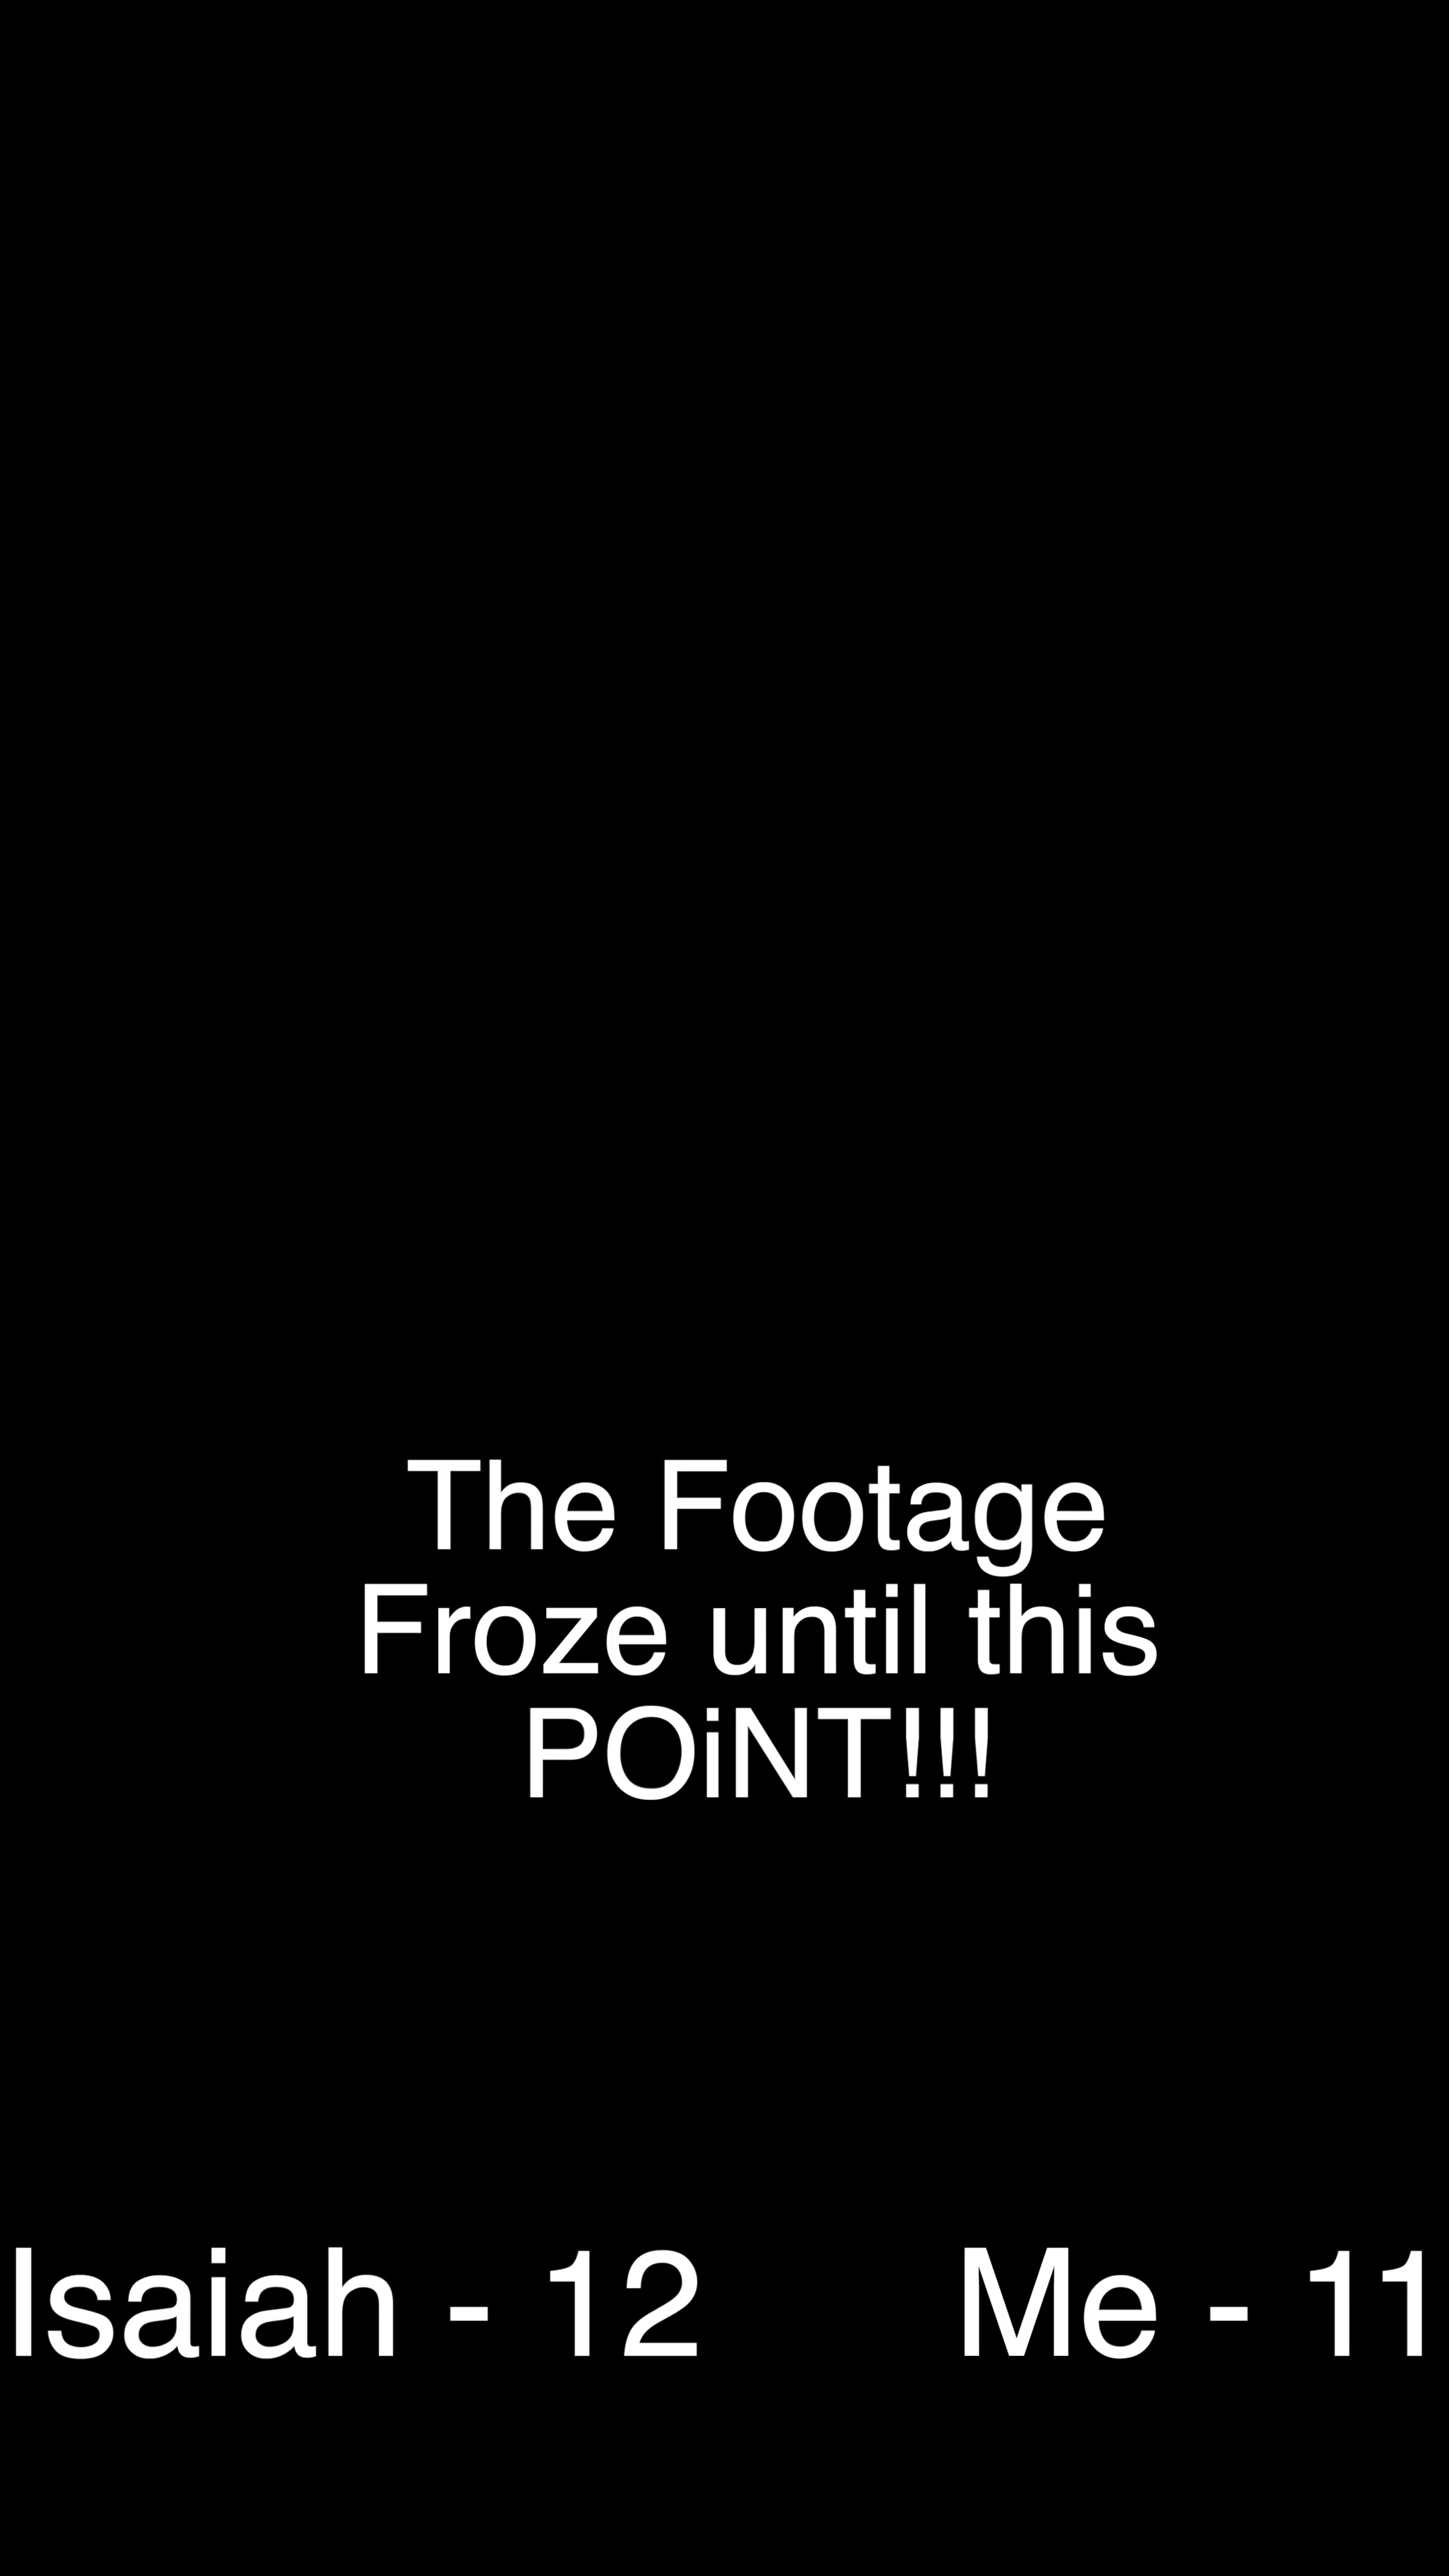 The Footage
Froze until this
POiNT!!!
Isaiah - 12 Me - 11